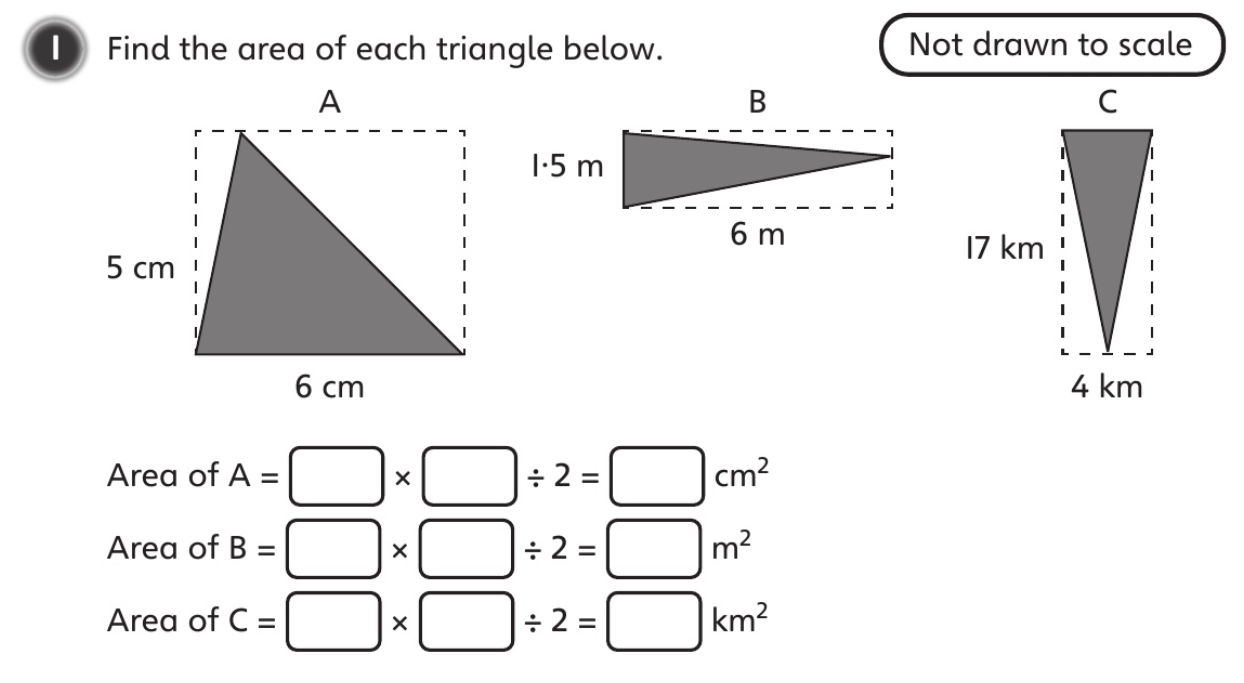 1 Find the area of each triangle below.
Not drawn to scale
A
B
C
5 cm
6 cm
1·5 m
6 m
17 km
4 km
Area of A = × ÷ 2 = cm²
Area of B = × ÷ 2 = m²
Area of C = × ÷ 2 = km²